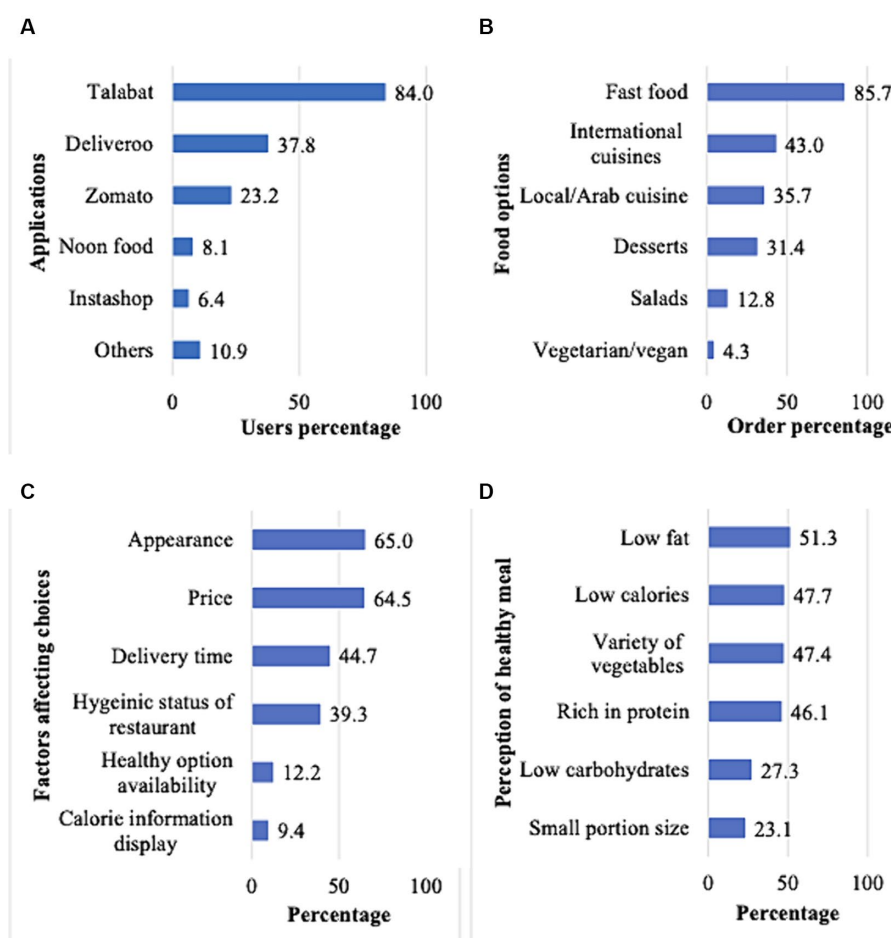 A
Applications
Talabat 84.0
Deliveroo 37.8
Zomato 23.2
Noon food 8.1
Instashop 6.4
Others 10.9
0 50 100
Users percentage
B
Food options
Fast food 85.7
International
cuisines 43.0
Local/Arab cuisine 35.7
Desserts 31.4
Salads 12.8
Vegetarian/vegan 4.3
0 50 100
Order percentage
C
Factors affecting choices
Appearance 65.0
Price 64.5
Delivery time 44.7
Hygeinic status of
restaurant 39.3
Healthy option
availability 12.2
Calorie information
display 9.4
0 50 100
Percentage
D
Perception of healthy meal
Low fat 51.3
Low calories 47.7
Variety of
vegetables 47.4
Rich in protein 46.1
Low carbohydrates 27.3
Small portion size 23.1
0 50 100
Percentage